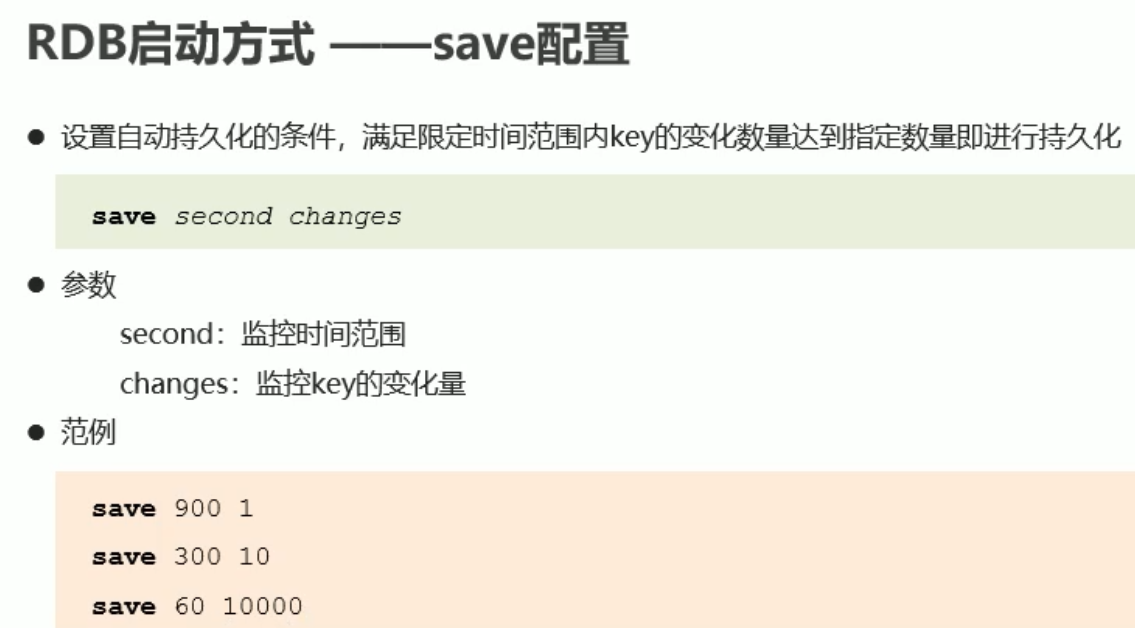 RDB启动方式 ——save配置
● 设置自动持久化的条件，满足限定时间范围内key的变化数量达到指定数量即进行持久化
save second changes
● 参数
second：监控时间范围
changes：监控key的变化量
● 范例
save 900 1
save 300 10
save 60 10000